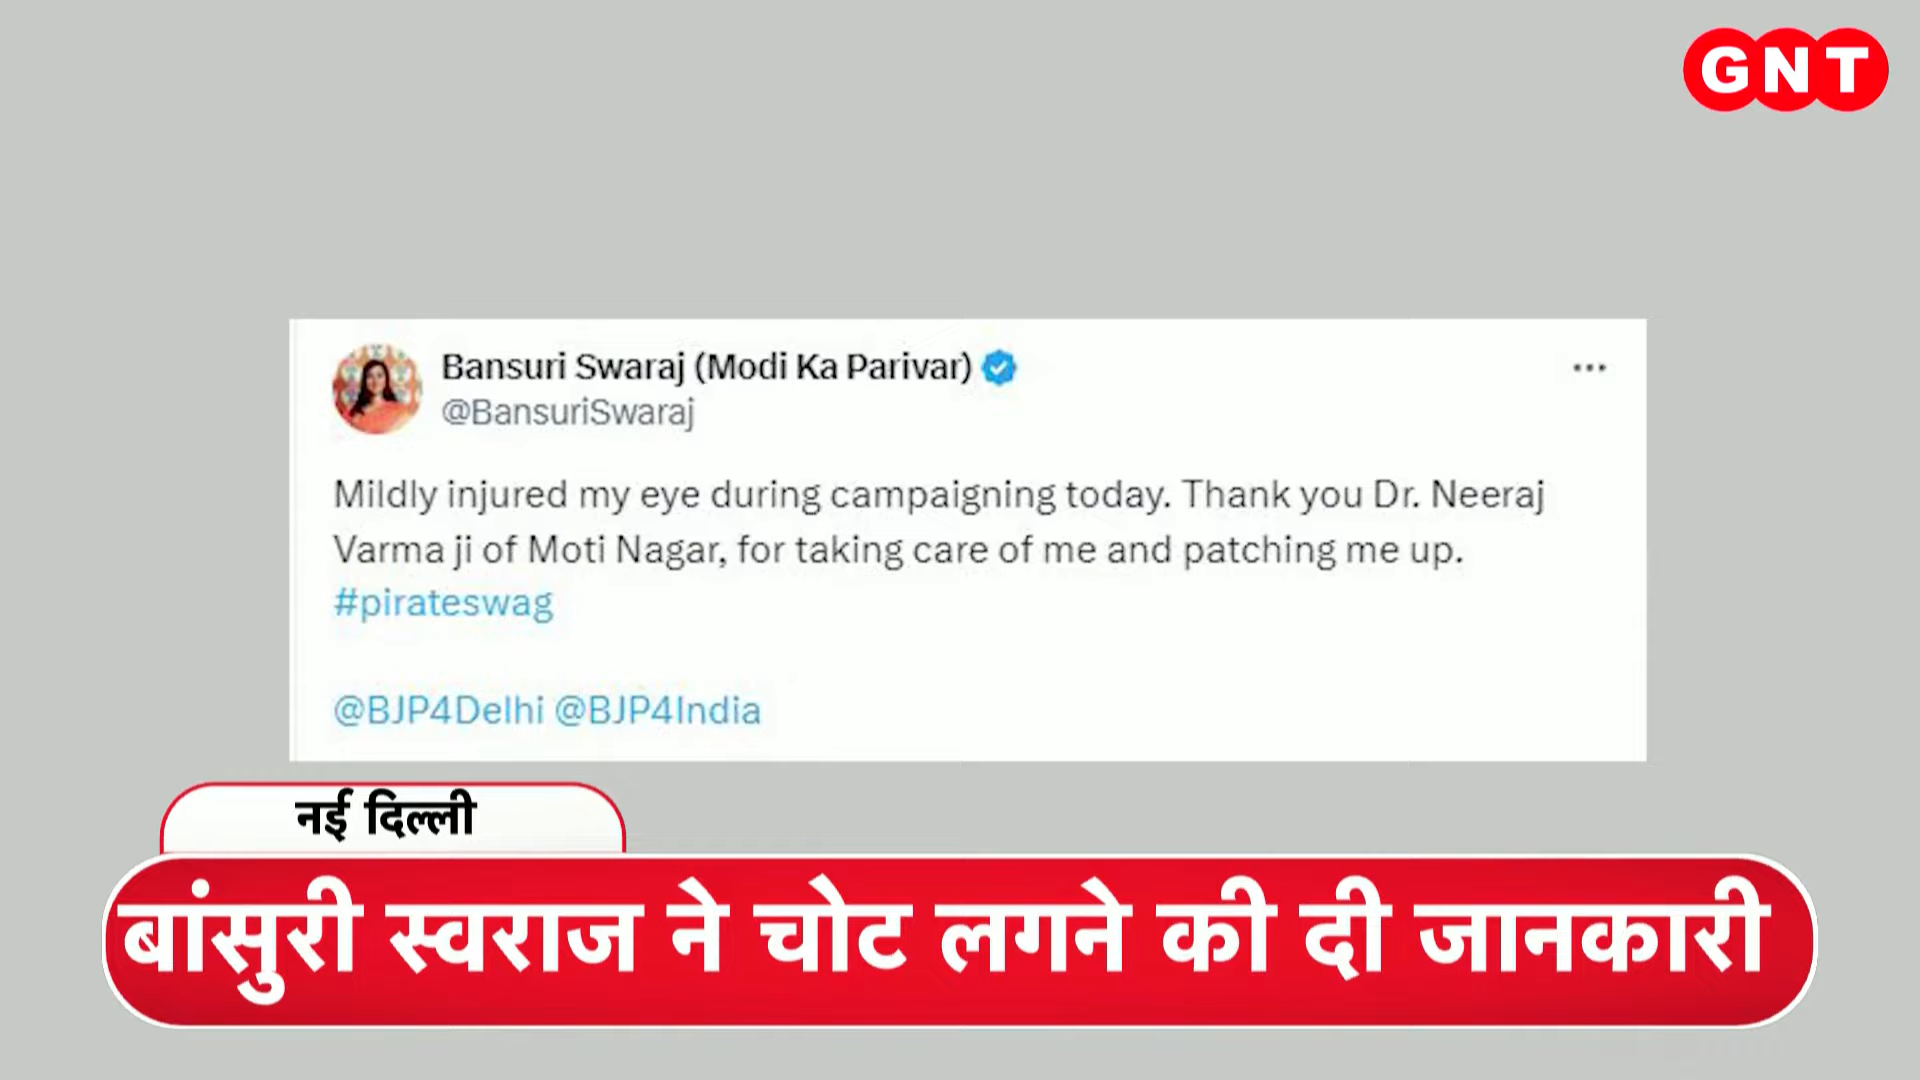 GNT
Bansuri Swaraj (Modi Ka Parivar)
@BansuriSwaraj
Mildly injured my eye during campaigning today. Thank you Dr. Neeraj
Varma ji of Moti Nagar, for taking care of me and patching me up.
#pirateswag
@BJP4Delhi @BJP4India
नई दिल्ली
बांसुरी स्वराज ने चोट लगने की दी जानकारी